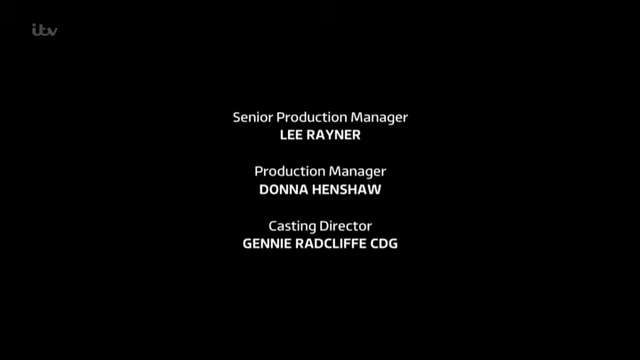 itv
Senior Production Manager
LEE RAYNER
Production Manager
DONNA HENSHAW
Casting Director
GENNIE RADCLIFFE CDG